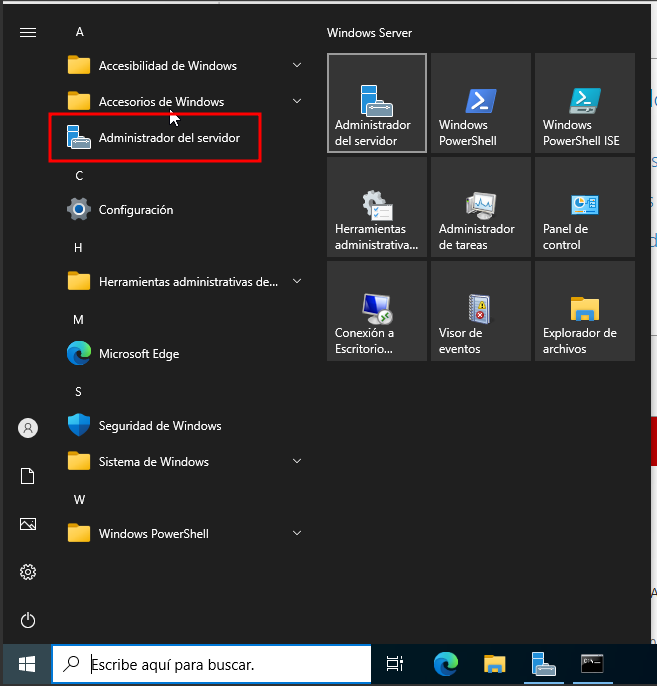 A
Accesibilidad de Windows
Accesorios de Windows
Administrador del servidor
C
Configuración
H
Herramientas administrativas de...
M
Microsoft Edge
S
Seguridad de Windows
Sistema de Windows
W
Windows PowerShell
Windows Server
Administrador
del servidor
Windows
PowerShell
Windows
PowerShell ISE
Herramientas
administrativa...
Administrador
de tareas
Panel de
control
Conexión a
Escritorio...
Visor de
eventos
Explorador de
archivos
Escribe aquí para buscar.